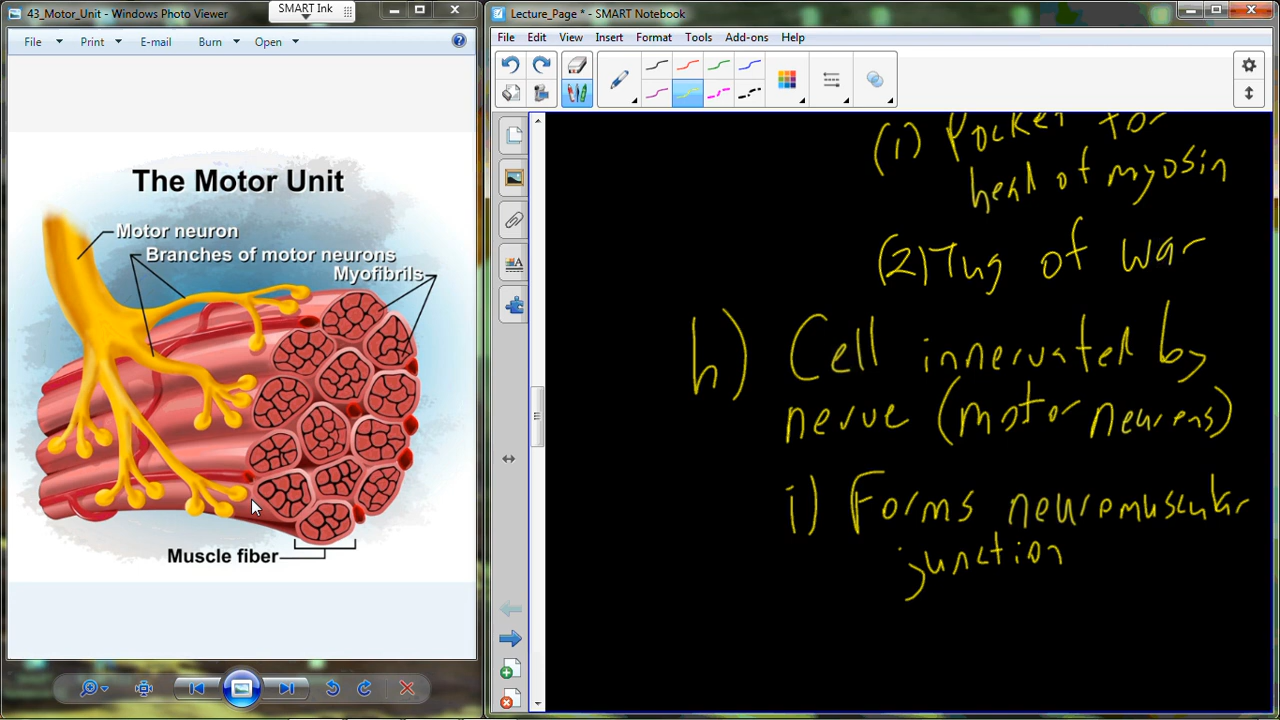 43_Motor_Unit - Windows Photo Viewer
SMART Ink
File Print E-mail Burn Open
The Motor Unit
Motor neuron
Branches of motor neurons
Myofibrils
Muscle fiber
Lecture_Page * - SMART Notebook
File Edit View Insert Format Tools Add-ons Help
(1) Pocket for
head of myosin
(2) Tug of war
h) Cell innervated by
nerve (motor neurons)
i) Forms neuromuscular
junction